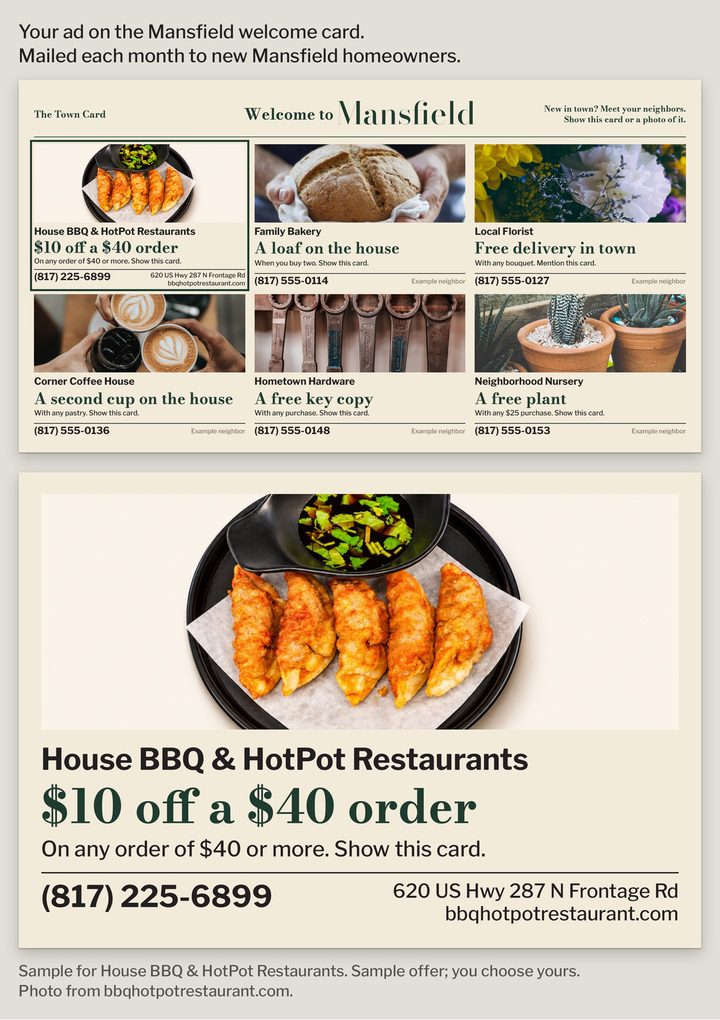 Your ad on the Mansfield welcome card.
Mailed each month to new Mansfield homeowners.
The Town Card
Welcome to Mansfield
New in town? Meet your neighbors.
Show this card or a photo of it.
House BBQ & HotPot Restaurants
$10 off a $40 order
On any order of $40 or more. Show this card.
(817) 225-6899
620 US Hwy 287 N Frontage Rd
bbqhotpotrestaurant.com
Family Bakery
A loaf on the house
When you buy two. Show this card.
(817) 555-0114
Example neighbor
Local Florist
Free delivery in town
With any bouquet. Mention this card.
(817) 555-0127
Example neighbor
Corner Coffee House
A second cup on the house
With any pastry. Show this card.
(817) 555-0136
Example neighbor
Hometown Hardware
A free key copy
With any purchase. Show this card.
(817) 555-0148
Example neighbor
Neighborhood Nursery
A free plant
With any $25 purchase. Show this card.
(817) 555-0153
Example neighbor
House BBQ & HotPot Restaurants
$10 off a $40 order
On any order of $40 or more. Show this card.
(817) 225-6899
620 US Hwy 287 N Frontage Rd
bbqhotpotrestaurant.com
Sample for House BBQ & HotPot Restaurants. Sample offer; you choose yours.
Photo from bbqhotpotrestaurant.com.